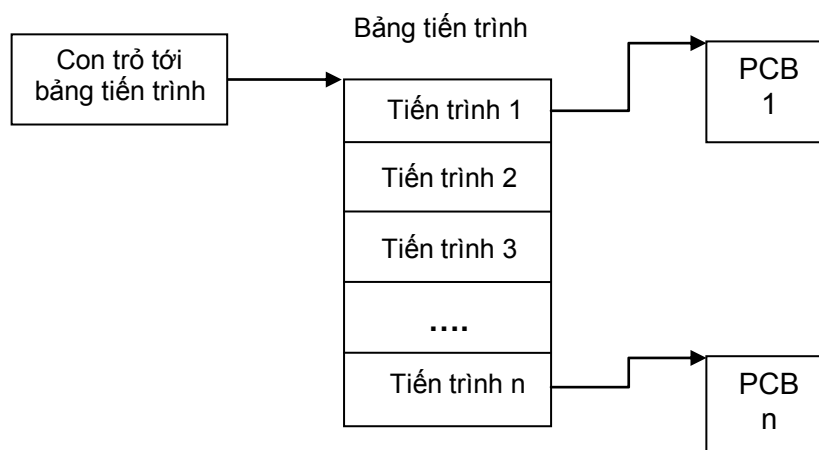 Bảng tiến trình
Con trỏ tới
bảng tiến trình
Tiến trình 1
Tiến trình 2
Tiến trình 3
....
Tiến trình n
PCB
1
PCB
n